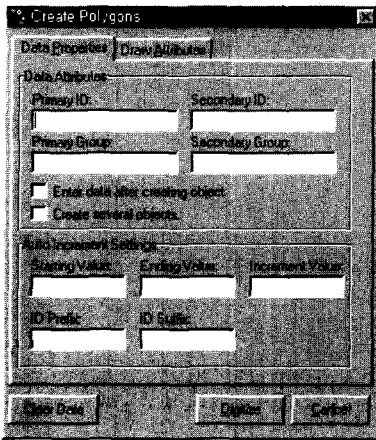 Create Polygons
Data Properties Draw Attributes
Data Attributes
Primary ID: Secondary ID:
Primary Group: Secondary Group:
Enter data after creating object.
Create several objects.
Auto Increment Settings
Starting Value: Ending Value: Increment Value:
ID Prefix: ID Suffix:
Clear Data Digitize Cancel